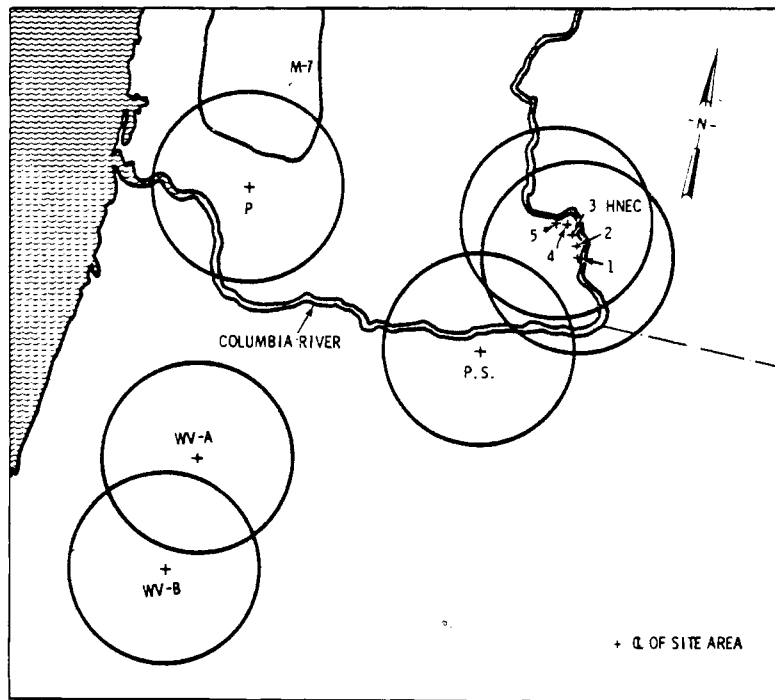 M-7
-N-
P
3 HNEC
5
4
2
1
COLUMBIA RIVER
P.S.
WV-A
WV-B
+ ℄ OF SITE AREA